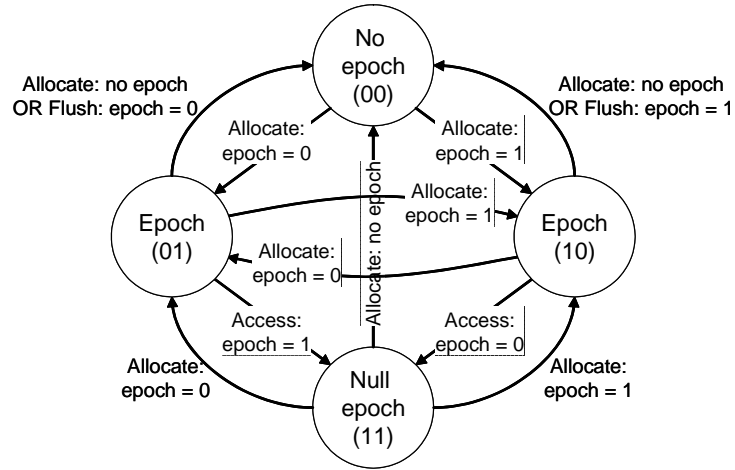 No
epoch
(00)
Allocate: no epoch
OR Flush: epoch = 0
Allocate: no epoch
OR Flush: epoch = 1
Allocate:
epoch = 0
Allocate:
epoch = 1
Allocate: no epoch
Epoch
(01)
Allocate:
epoch = 1
Epoch
(10)
Allocate:
epoch = 0
Access:
epoch = 1
Access:
epoch = 0
Allocate:
epoch = 0
Null
epoch
(11)
Allocate:
epoch = 1